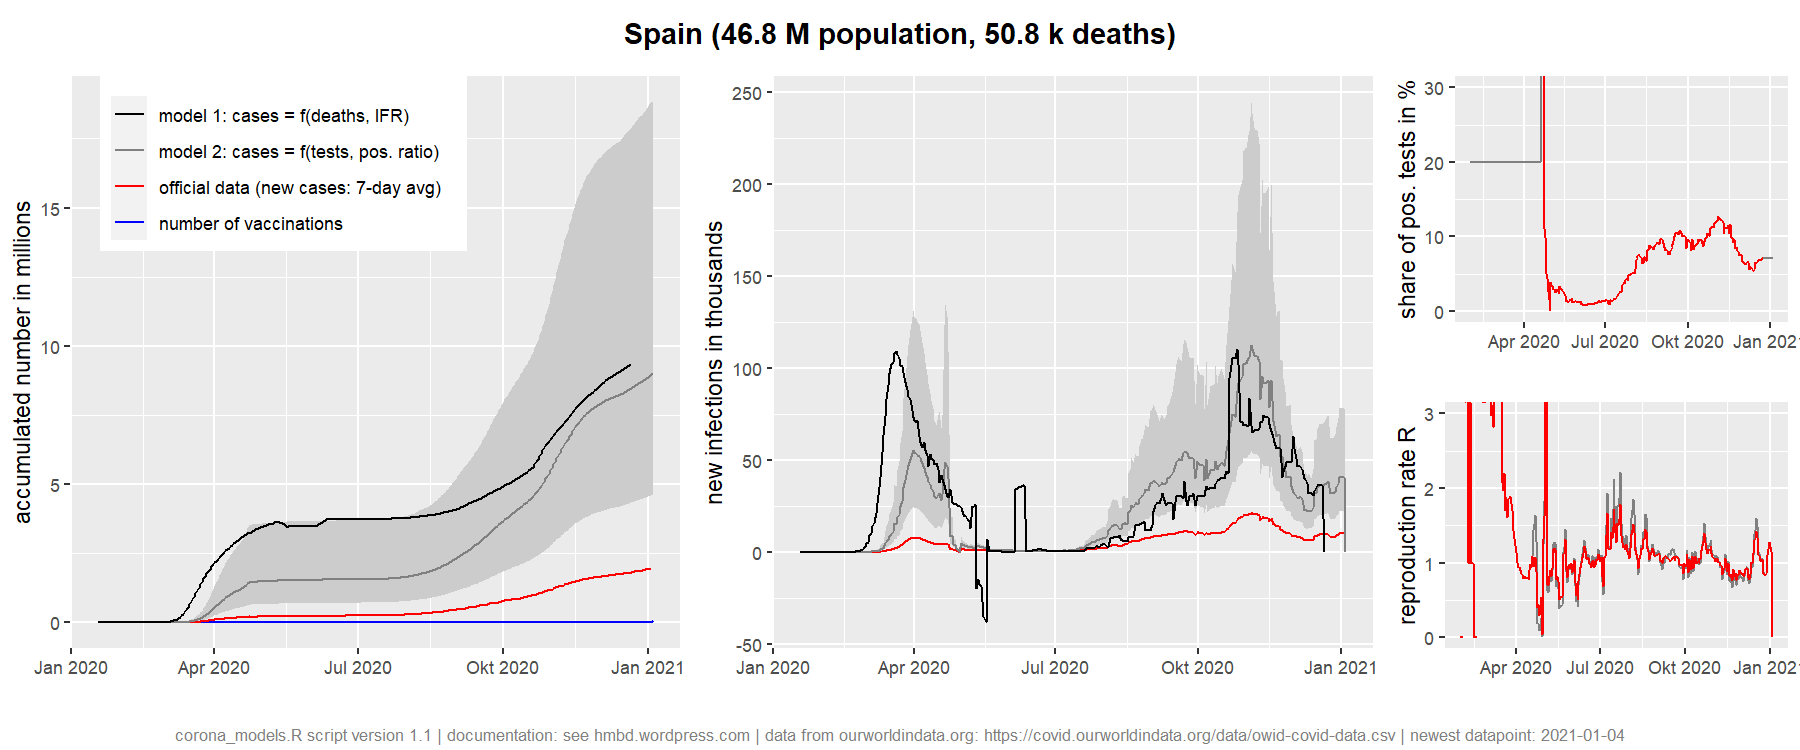 Spain (46.8 M population, 50.8 k deaths)
accumulated number in millions
15
10
5
0
model 1: cases = f(deaths, IFR)
model 2: cases = f(tests, pos. ratio)
official data (new cases: 7-day avg)
number of vaccinations
Jan 2020 Apr 2020 Jul 2020 Okt 2020 Jan 2021
new infections in thousands
250
200
150
100
50
0
-50
Jan 2020 Apr 2020 Jul 2020 Okt 2020 Jan 2021
share of pos. tests in %
30
20
10
0
Apr 2020 Jul 2020 Okt 2020 Jan 2021
reproduction rate R
3
2
1
0
Apr 2020 Jul 2020 Okt 2020 Jan 2021
corona_models.R script version 1.1 | documentation: see hmbd.wordpress.com | data from ourworldindata.org: https://covid.ourworldindata.org/data/owid-covid-data.csv | newest datapoint: 2021-01-04